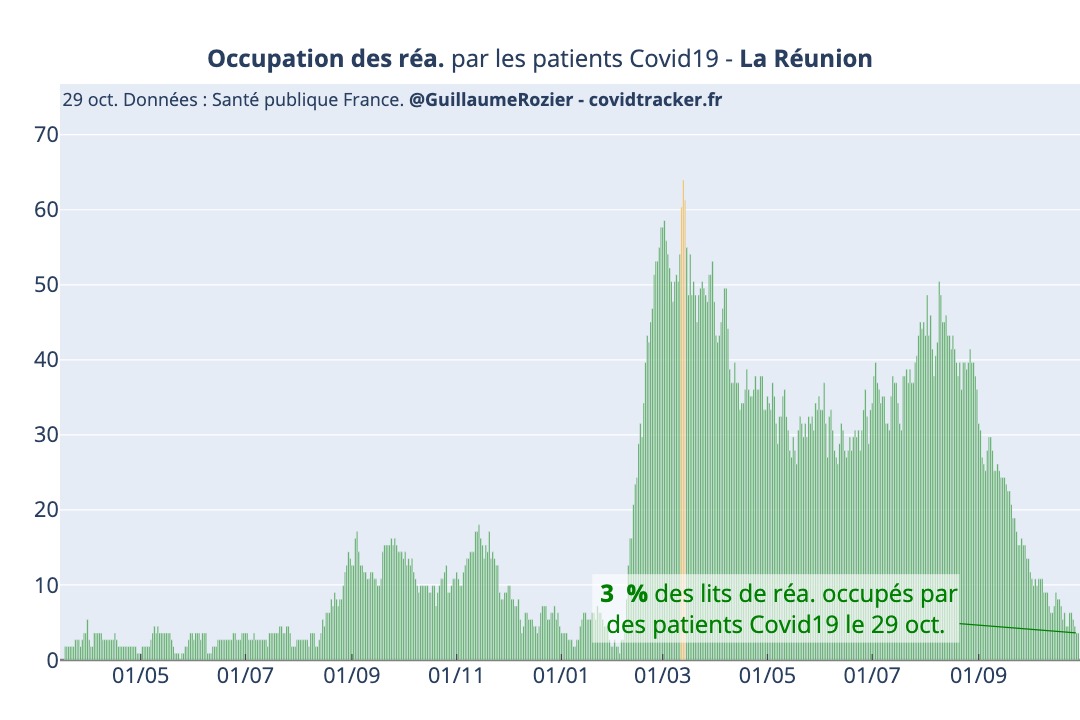 Occupation des réa. par les patients Covid19 - La Réunion
29 oct. Données : Santé publique France. @GuillaumeRozier - covidtracker.fr
70
60
50
40
30
20
10
0
3 % des lits de réa. occupés par
des patients Covid19 le 29 oct.
01/05 01/07 01/09 01/11 01/01 01/03 01/05 01/07 01/09